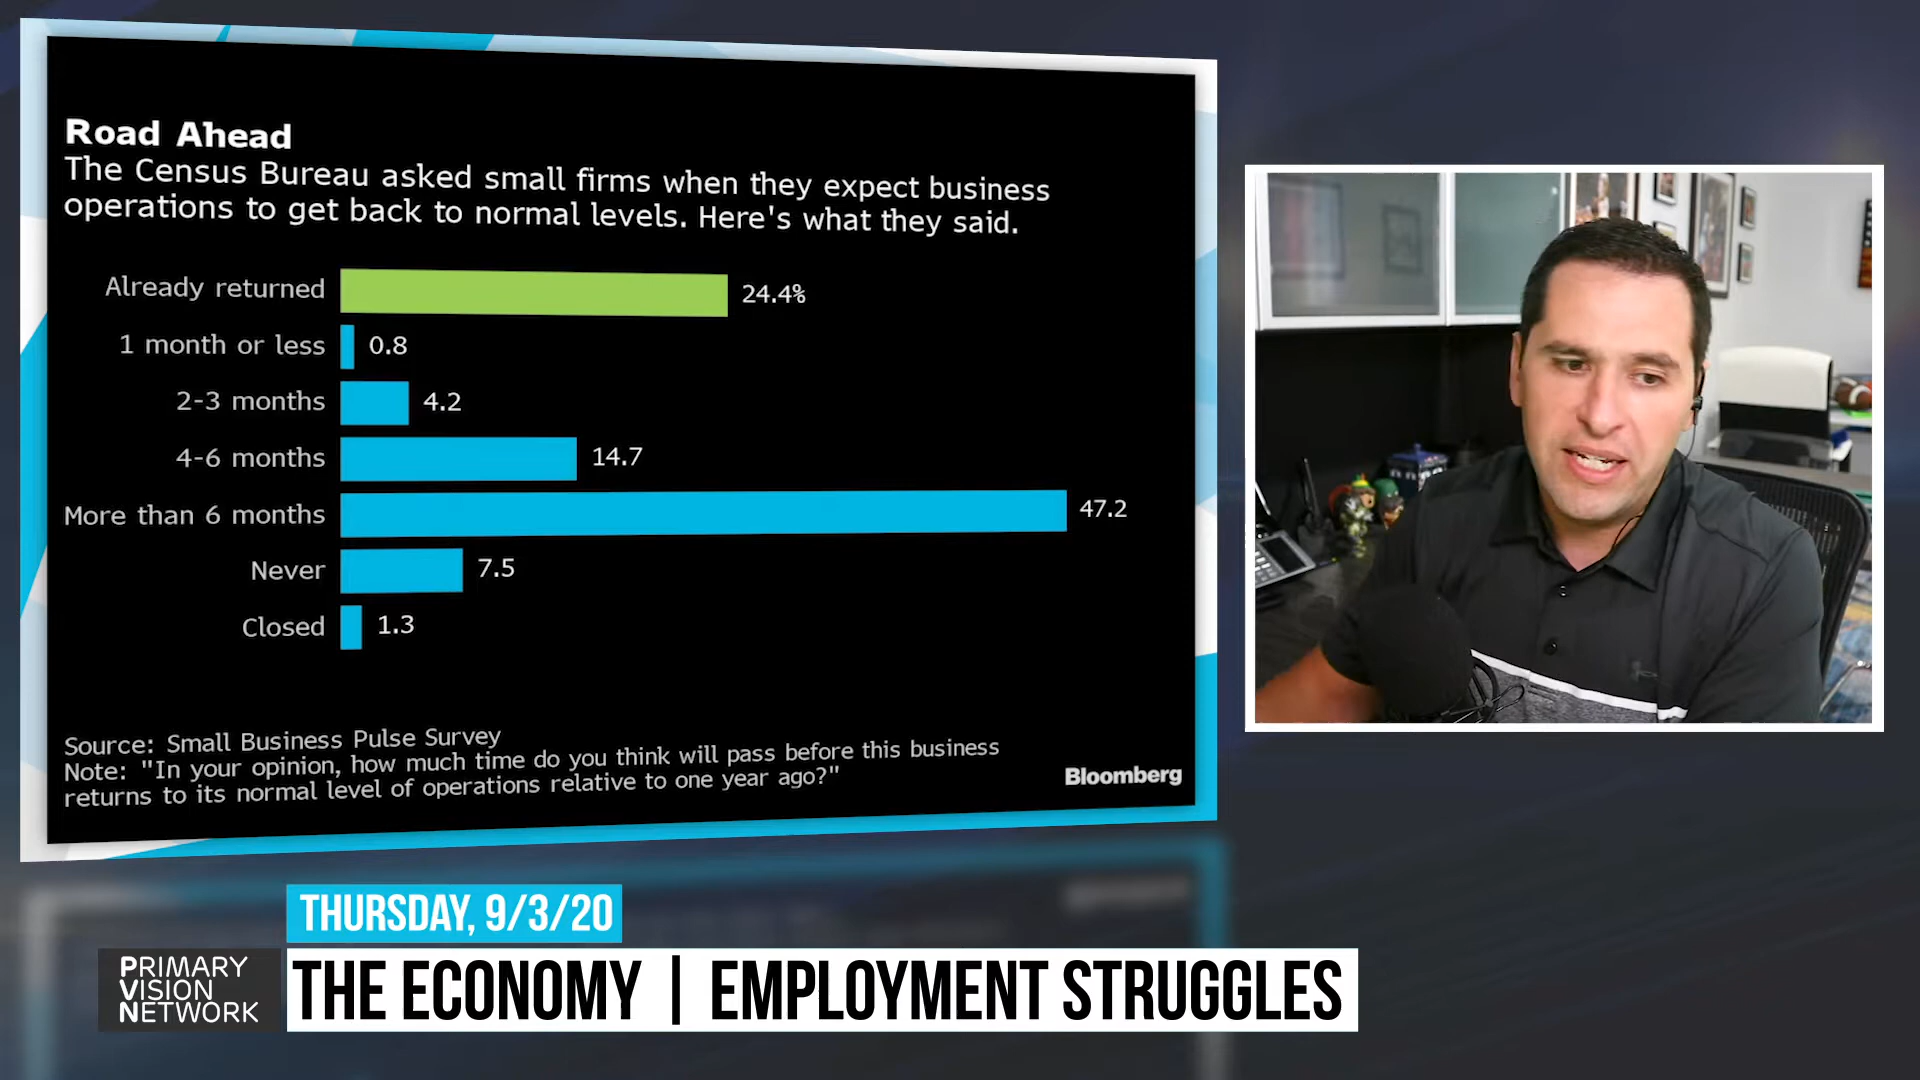 Road Ahead
The Census Bureau asked small firms when they expect business
operations to get back to normal levels. Here's what they said.
Already returned 24.4%
1 month or less 0.8
2-3 months 4.2
4-6 months 14.7
More than 6 months 47.2
Never 7.5
Closed 1.3
Source: Small Business Pulse Survey
Note: "In your opinion, how much time do you think will pass before this business
returns to its normal level of operations relative to one year ago?"
Bloomberg
THURSDAY, 9/3/20
PRIMARY
VISION
NETWORK
THE ECONOMY | EMPLOYMENT STRUGGLES